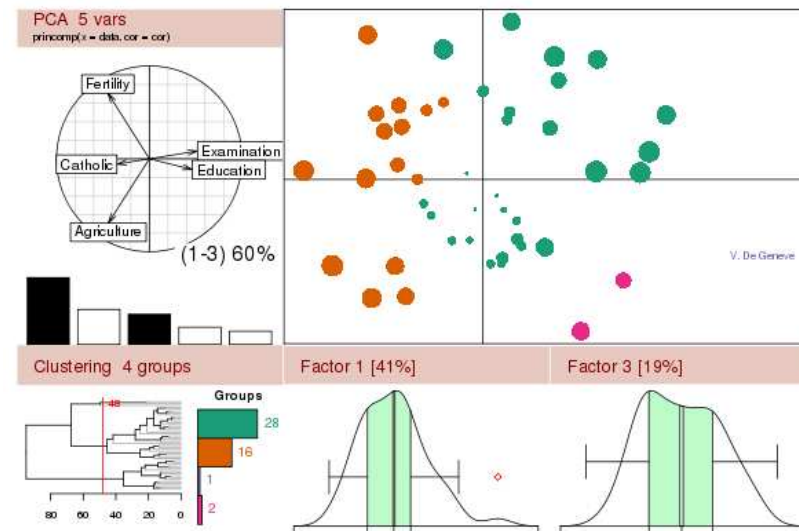 PCA 5 vars
princomp(x = data, cor = cor)
Fertility
Catholic
Examination
Education
Agriculture
(1-3) 60%
V. De Geneve
Clustering 4 groups
Factor 1 [41%]
Factor 3 [19%]
48
Groups
28
16
1
2
80 60 40 20 0